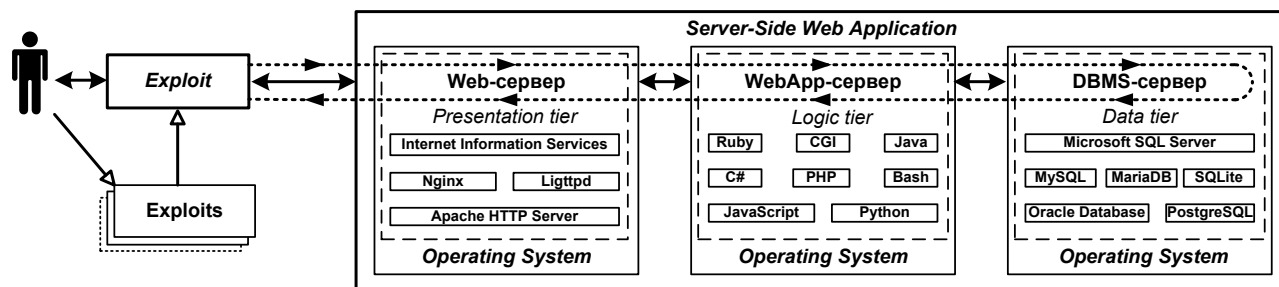 Server-Side Web Application
Exploit
Exploits
Web-сервер
Presentation tier
Internet Information Services
Nginx
Ligttpd
Apache HTTP Server
Operating System
WebApp-сервер
Logic tier
Ruby
CGI
Java
C#
PHP
Bash
JavaScript
Python
Operating System
DBMS-сервер
Data tier
Microsoft SQL Server
MySQL
MariaDB
SQLite
Oracle Database
PostgreSQL
Operating System